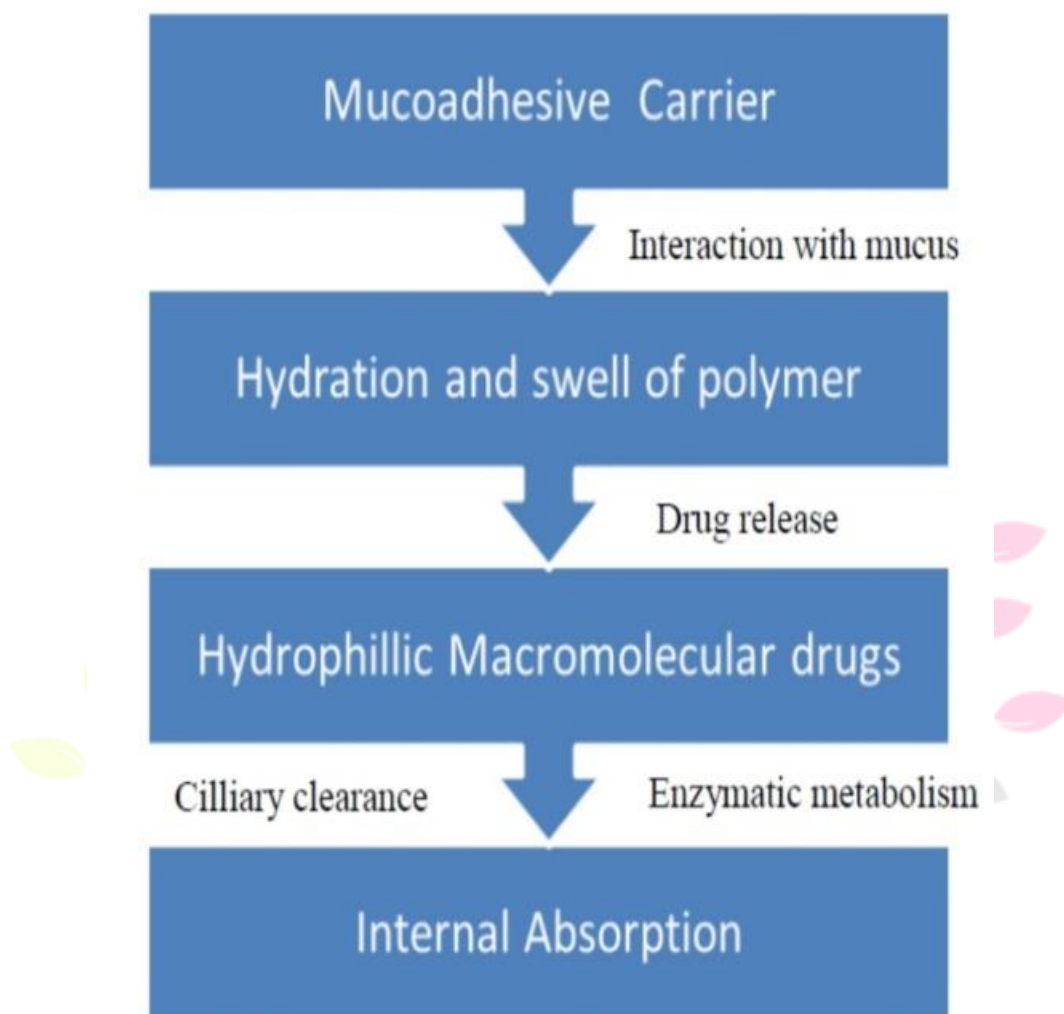 Mucoadhesive Carrier
Interaction with mucus
Hydration and swell of polymer
Drug release
Hydrophillic Macromolecular drugs
Cilliary clearance
Enzymatic metabolism
Internal Absorption